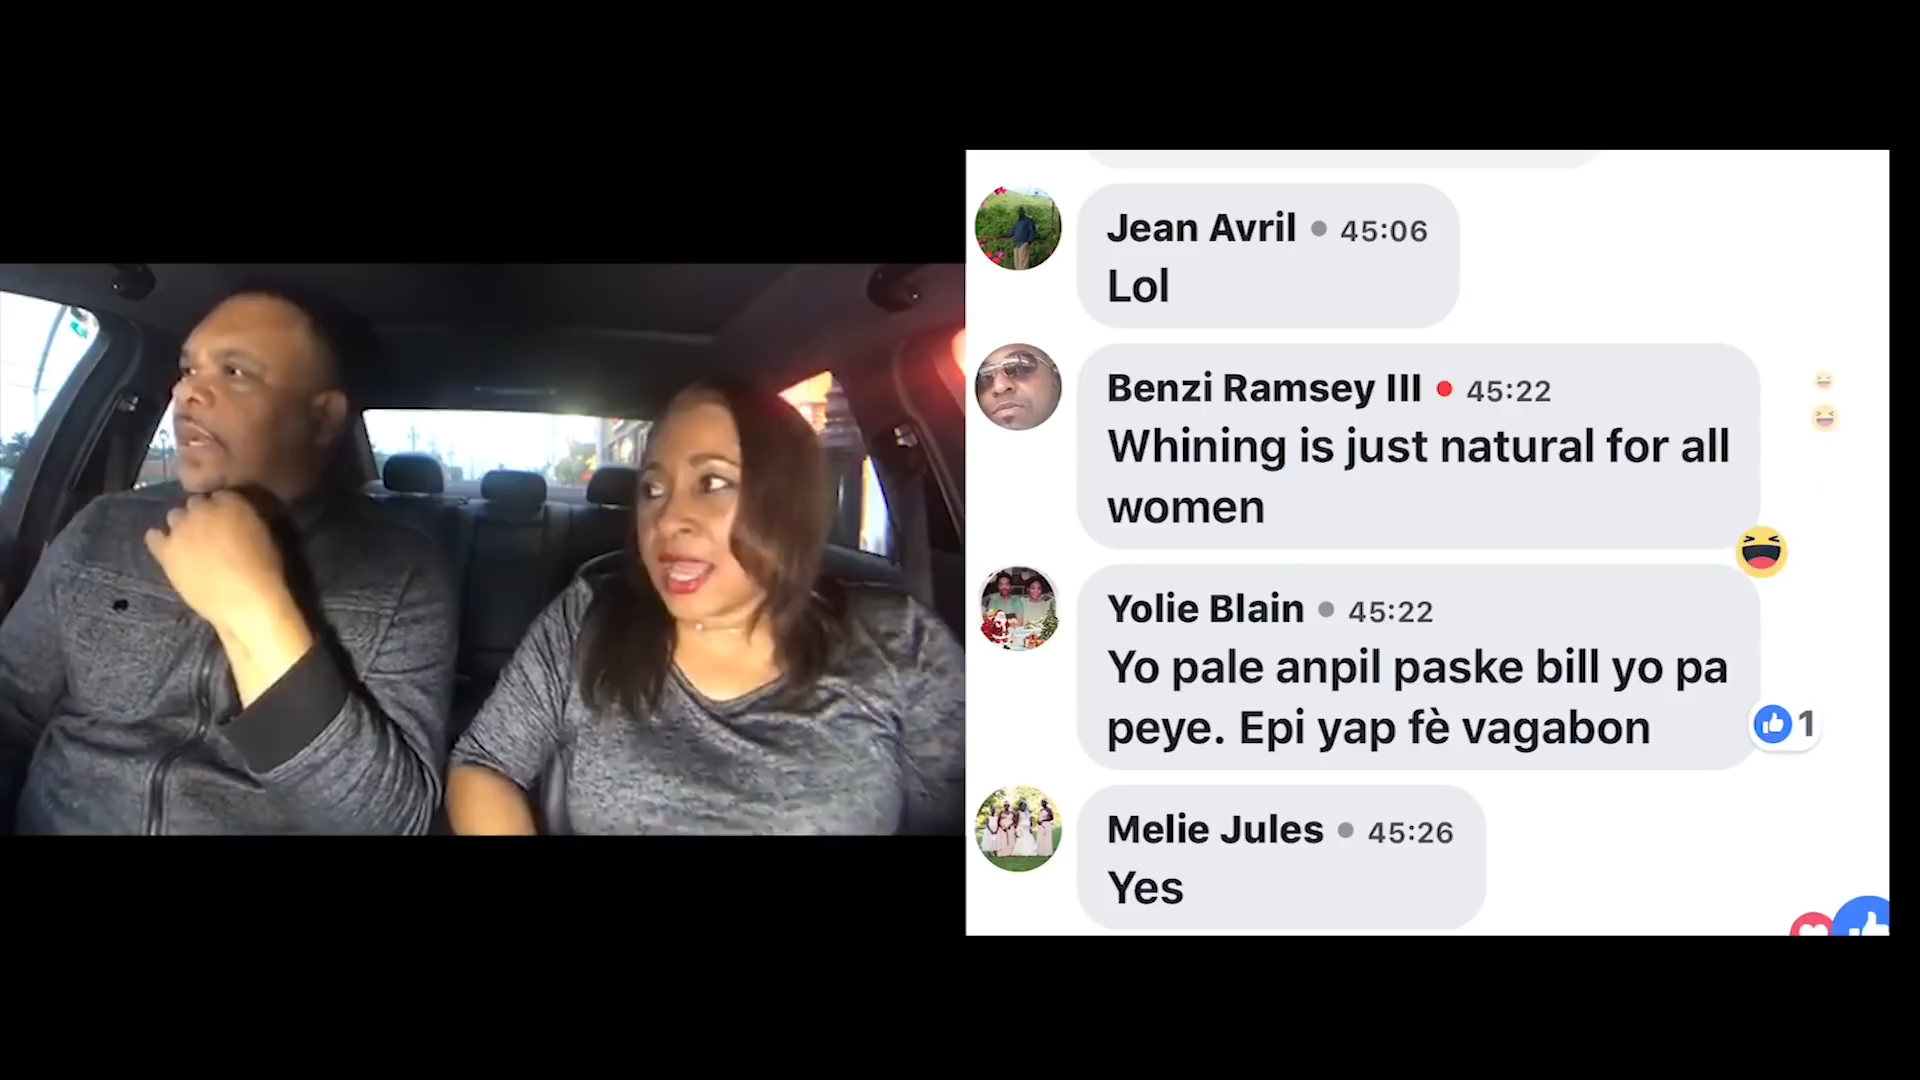 Jean Avril • 45:06
Lol
Benzi Ramsey III • 45:22
Whining is just natural for all
women
Yolie Blain • 45:22
Yo pale anpil paske bill yo pa
peye. Epi yap fè vagabon
1
Melie Jules • 45:26
Yes